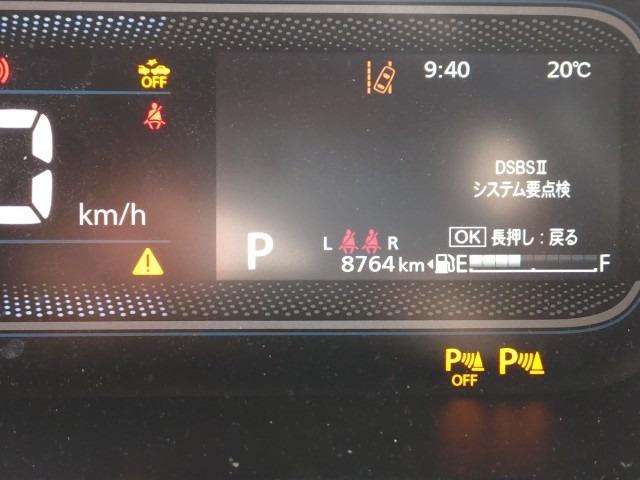 9:40 20℃
OFF
0
km/h
DSBSⅡ
システム要点検
OK 長押し:戻る
P
L R
8764 km
E F
P P
OFF